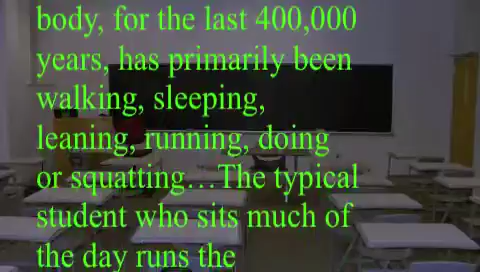 body, for the last 400,000
years, has primarily been
walking, sleeping,
leaning, running, doing
or squatting…The typical
student who sits much of
the day runs the